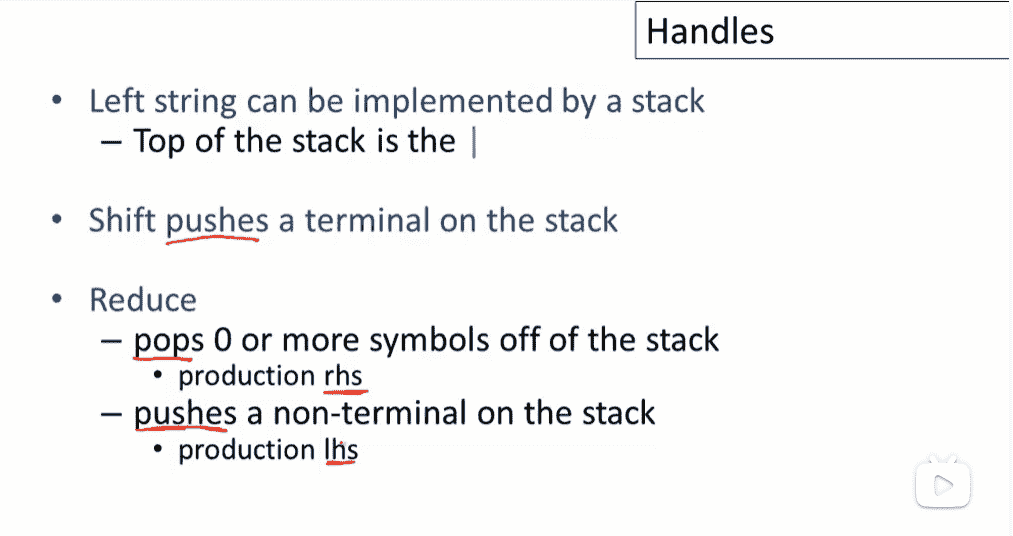 Handles
• Left string can be implemented by a stack
– Top of the stack is the |
• Shift pushes a terminal on the stack
• Reduce
– pops 0 or more symbols off of the stack
• production rhs
– pushes a non-terminal on the stack
• production lhs